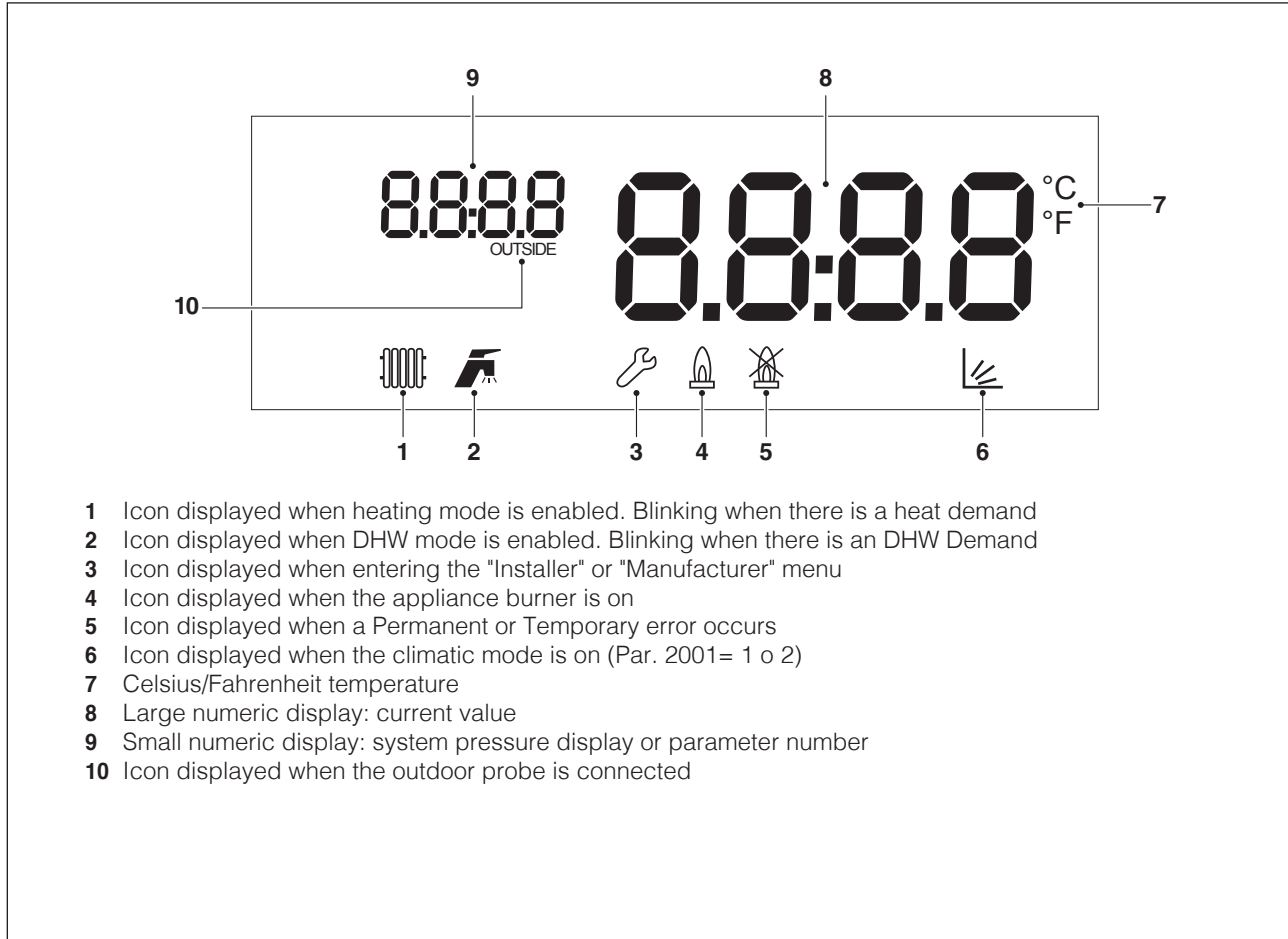 9 8
8.8:8.8 8.8:8.8 °C
°F 7
OUTSIDE
10
1 2 3 4 5 6
1 Icon displayed when heating mode is enabled. Blinking when there is a heat demand
2 Icon displayed when DHW mode is enabled. Blinking when there is an DHW Demand
3 Icon displayed when entering the "Installer" or "Manufacturer" menu
4 Icon displayed when the appliance burner is on
5 Icon displayed when a Permanent or Temporary error occurs
6 Icon displayed when the climatic mode is on (Par. 2001= 1 o 2)
7 Celsius/Fahrenheit temperature
8 Large numeric display: current value
9 Small numeric display: system pressure display or parameter number
10 Icon displayed when the outdoor probe is connected